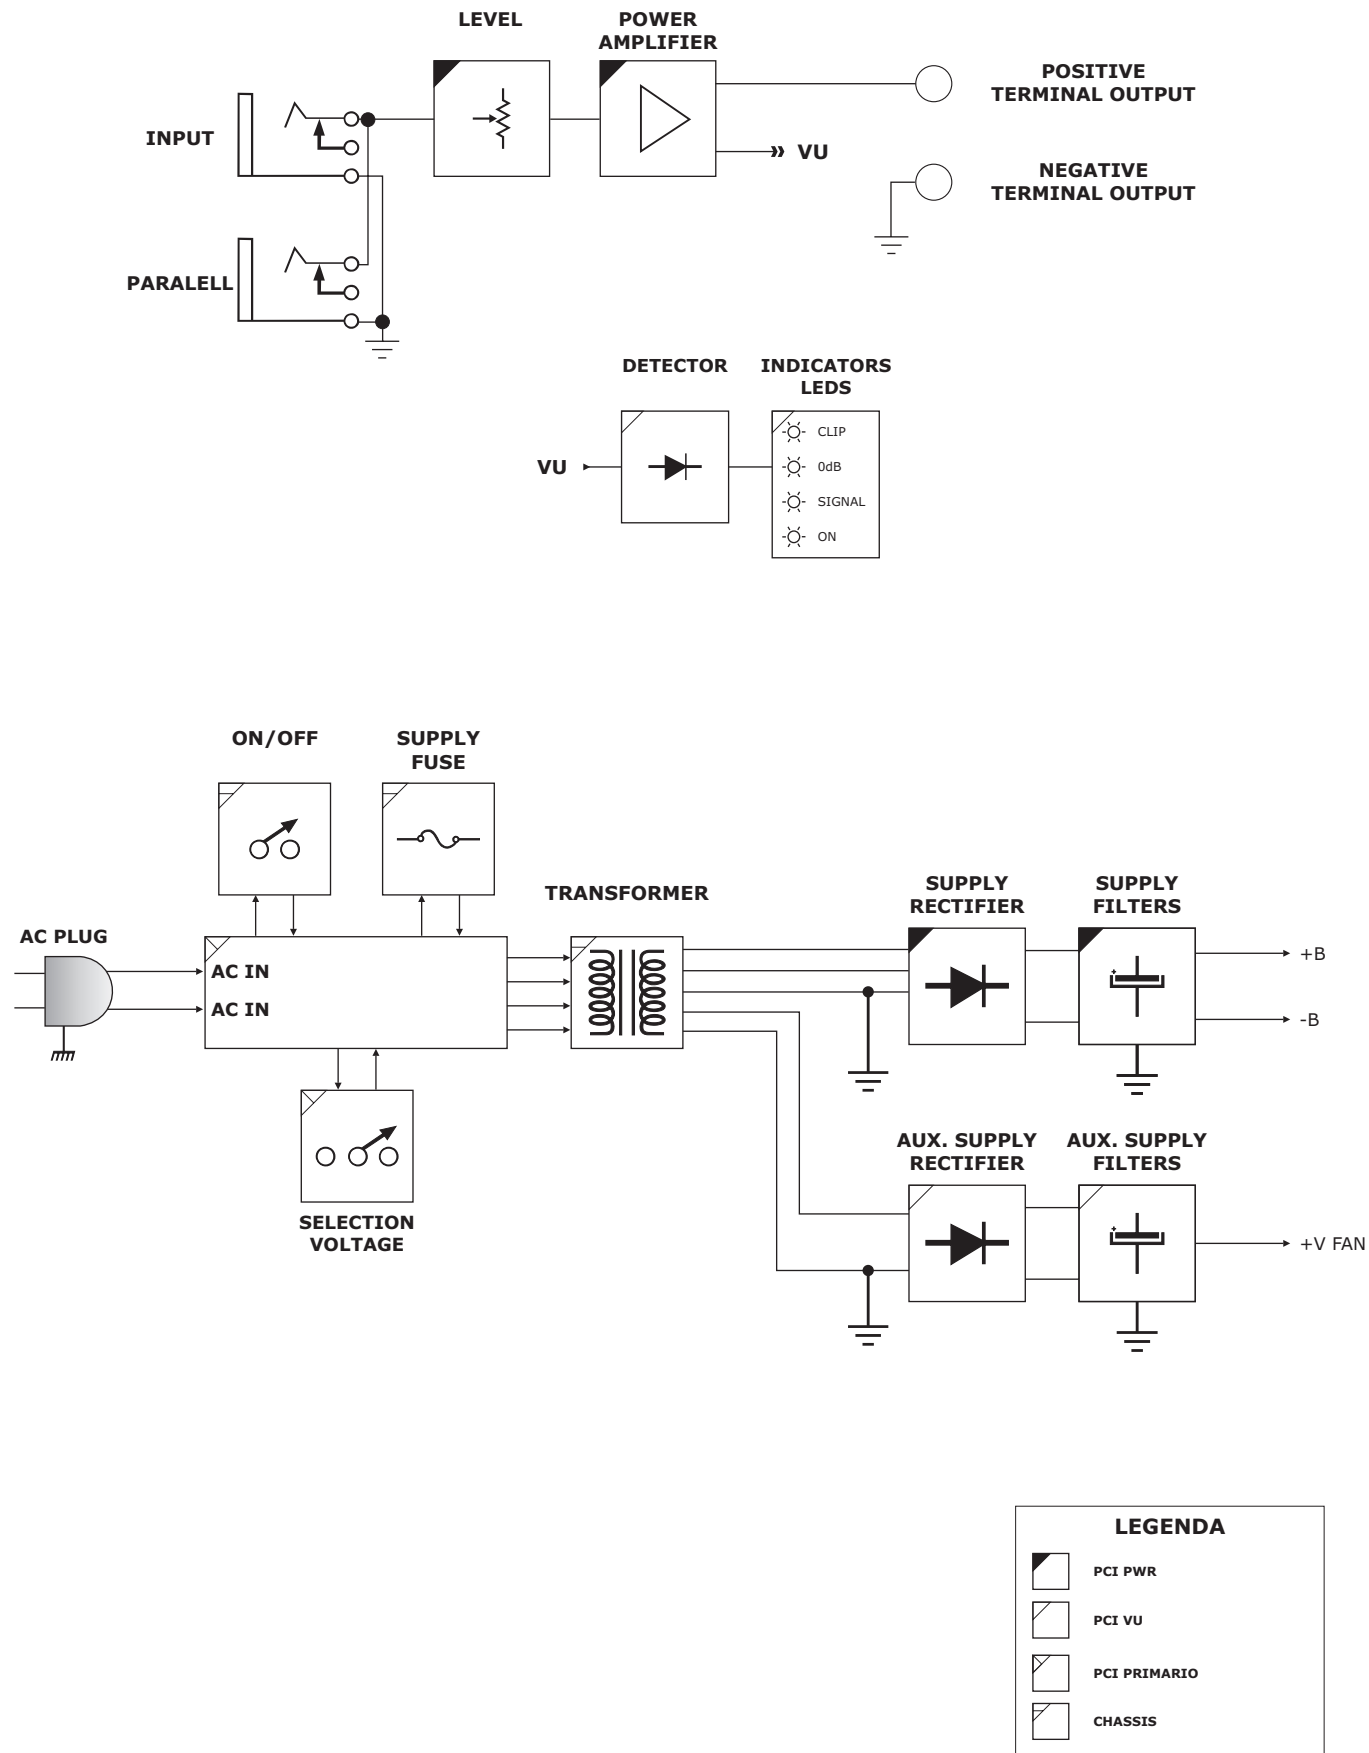 LEVEL
POWER
AMPLIFIER
POSITIVE
TERMINAL OUTPUT
INPUT
VU
NEGATIVE
TERMINAL OUTPUT
PARALELL
DETECTOR
INDICATORS
LEDS
CLIP
VU
0dB
SIGNAL
ON
ON/OFF
SUPPLY
FUSE
TRANSFORMER
SUPPLY
RECTIFIER
SUPPLY
FILTERS
AC PLUG
AC IN
AC IN
+
+B
-B
AUX. SUPPLY
RECTIFIER
AUX. SUPPLY
FILTERS
SELECTION
VOLTAGE
+
+V FAN
LEGENDA
PCI PWR
PCI VU
PCI PRIMARIO
CHASSIS